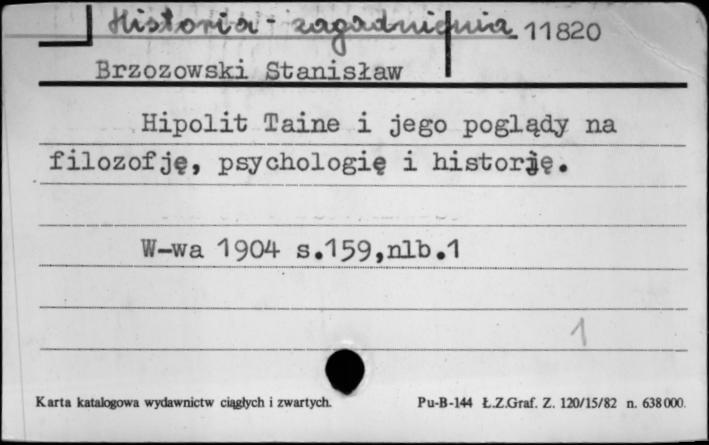 Historia - zagadnienia 11820
Brzozowski Stanisław
Hipolit Taine i jego poglądy na
filozofję, psychologię i historję.
W-wa 1904 s.159,nlb.1
1
Karta katalogowa wydawnictw ciągłych i zwartych. Pu-B-144 Ł.Z.Graf. Z. 120/15/82 n. 638000.